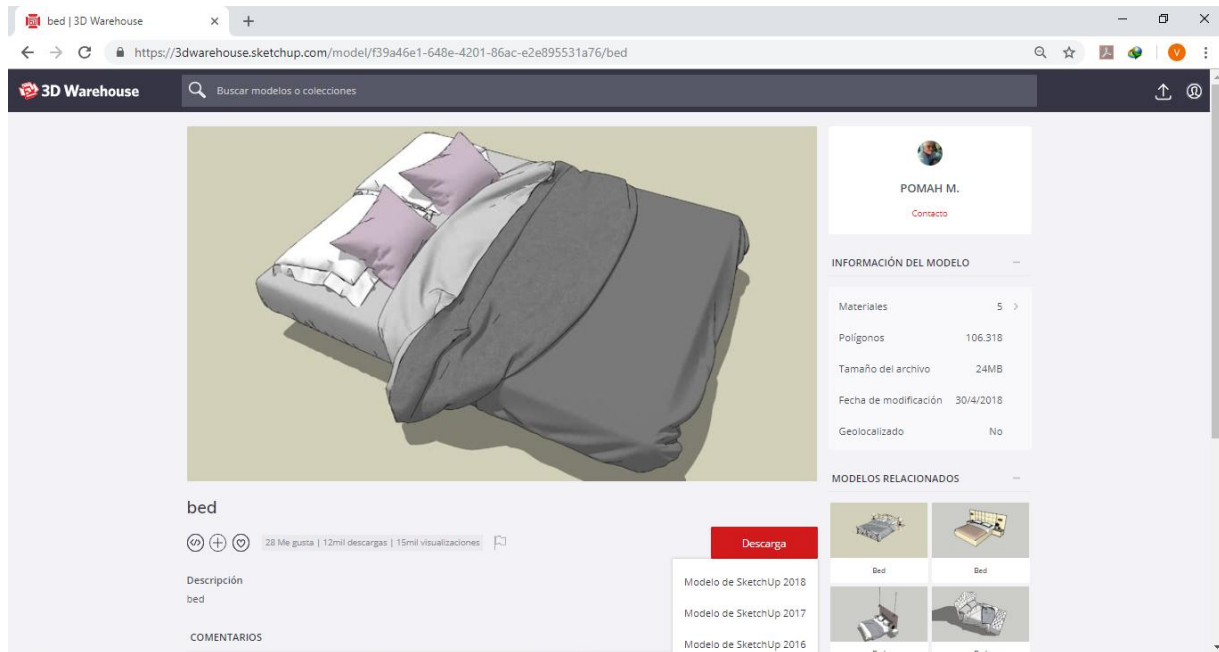 bed | 3D Warehouse
https://3dwarehouse.sketchup.com/model/f39a46e1-648e-4201-86ac-e2e895531a76/bed
V
3D Warehouse
Buscar modelos o colecciones
POMAH M.
Contacto
INFORMACIÓN DEL MODELO
Materiales 5
Polígonos 106.318
Tamaño del archivo 24MB
Fecha de modificación 30/4/2018
Geolocalizado No
MODELOS RELACIONADOS
Bed Bed
bed
28 Me gusta | 12mil descargas | 15mil visualizaciones
Descarga
Modelo de SketchUp 2018
Modelo de SketchUp 2017
Modelo de SketchUp 2016
Descripción
bed
COMENTARIOS